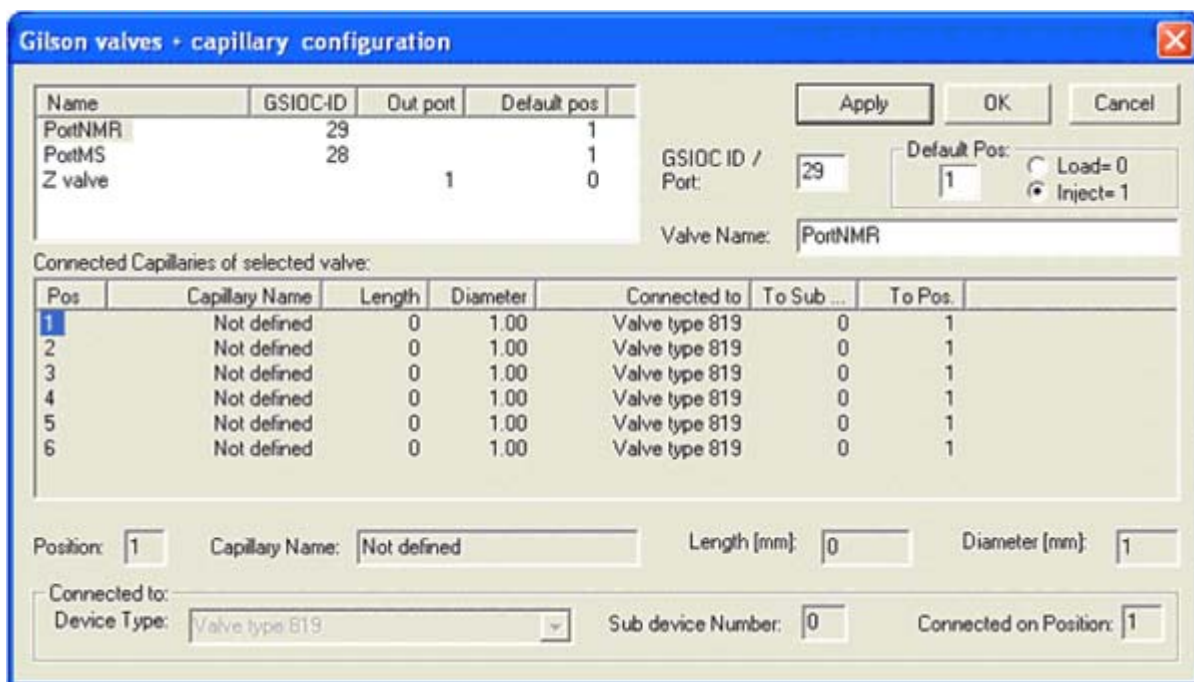 Gilson valves + capillary configuration
Name GSIOC-ID Out port Default pos
PortNMR 29 1
PortMS 28 1
Z valve 1 0
Apply OK Cancel
GSIOC ID / Port: 29
Default Pos: 1
Load= 0
Inject= 1
Valve Name: PortNMR
Connected Capillaries of selected valve:
Pos Capillary Name Length Diameter Connected to To Sub ... To Pos.
1 Not defined 0 1.00 Valve type 819 0 1
2 Not defined 0 1.00 Valve type 819 0 1
3 Not defined 0 1.00 Valve type 819 0 1
4 Not defined 0 1.00 Valve type 819 0 1
5 Not defined 0 1.00 Valve type 819 0 1
6 Not defined 0 1.00 Valve type 819 0 1
Position: 1 Capillary Name: Not defined Length [mm]: 0 Diameter [mm]: 1
Connected to:
Device Type: Valve type 819 Sub device Number: 0 Connected on Position: 1